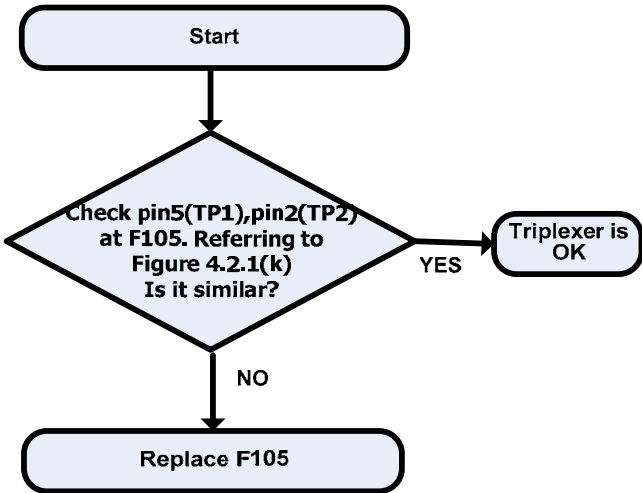 Start
Check pin5(TP1),pin2(TP2)
at F105. Referring to
Figure 4.2.1(k)
Is it similar?
YES
Triplexer is
OK
NO
Replace F105